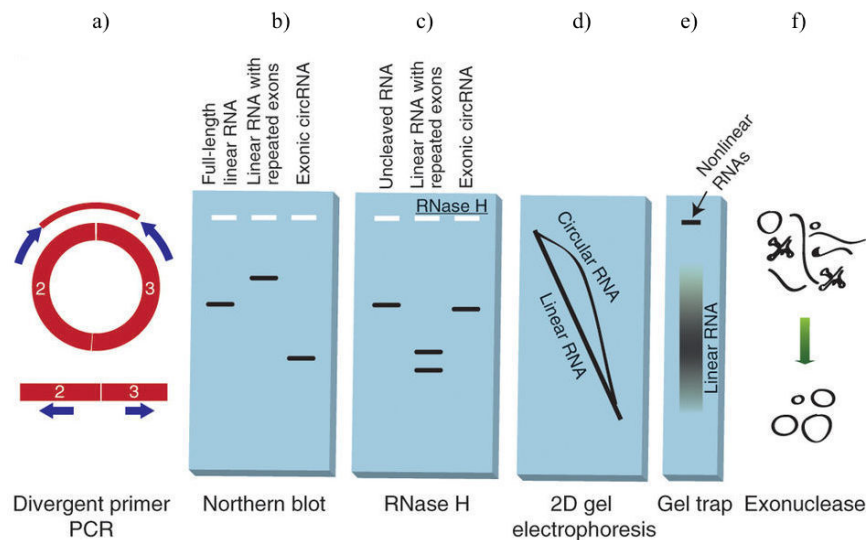 a)
b)
c)
d)
e)
f)
Full-length
linear RNA
Linear RNA with
repeated exons
Exonic circRNA
Uncleaved RNA
Linear RNA with
repeated exons
Exonic circRNA
RNase H
Nonlinear
RNAs
Circular RNA
Linear RNA
Linear RNA
2
3
2
3
Divergent primer
PCR
Northern blot
RNase H
2D gel
electrophoresis
Gel trap
Exonuclease